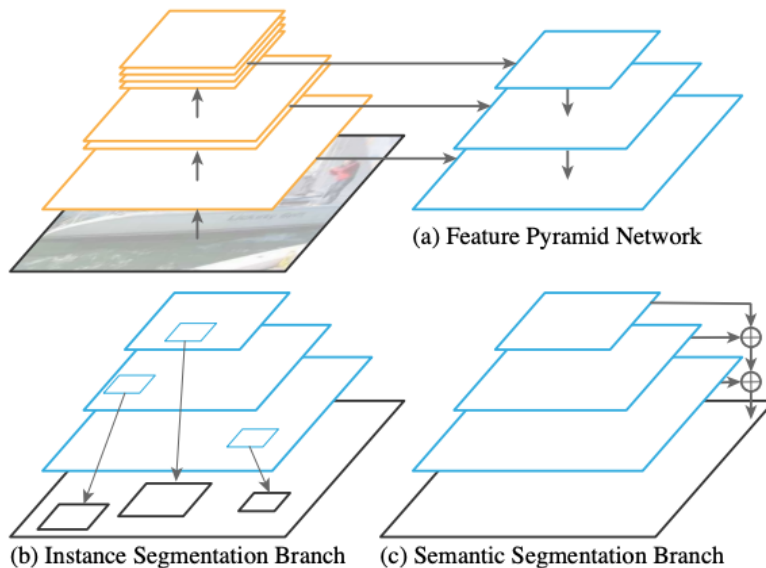 (a) Feature Pyramid Network
(b) Instance Segmentation Branch
(c) Semantic Segmentation Branch